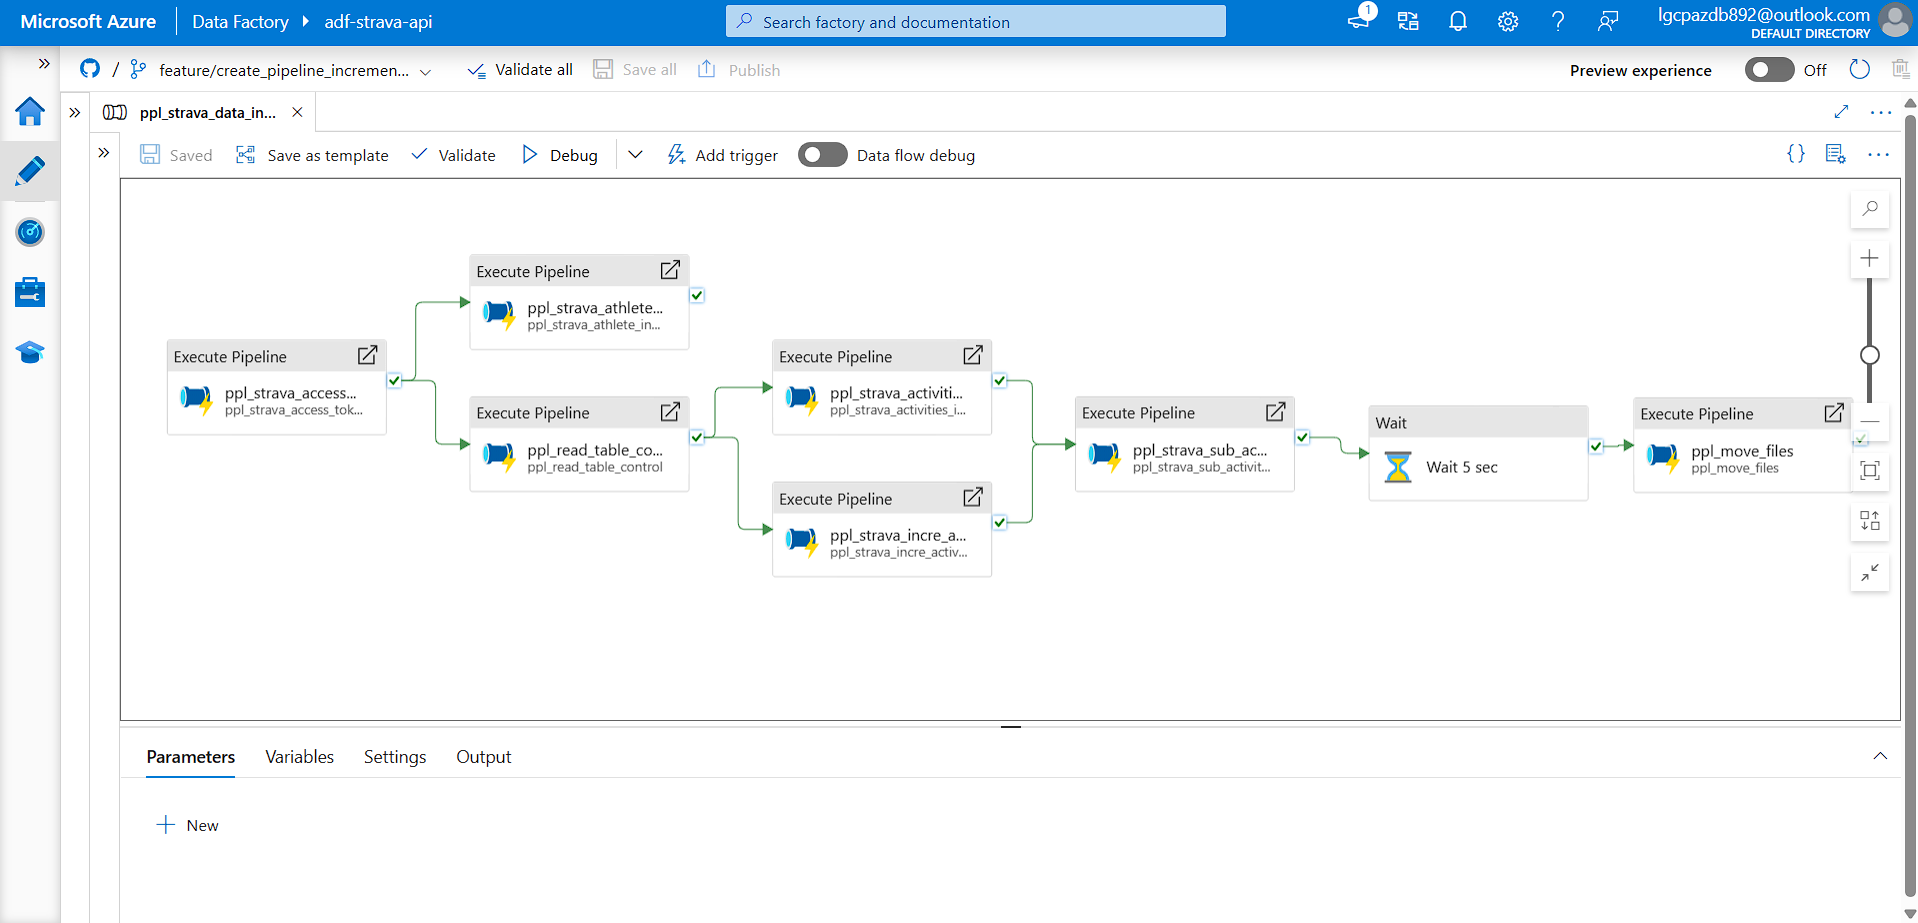 Microsoft Azure
Data Factory
adf-strava-api
Search factory and documentation
1
lgcpazdb892@outlook.com
DEFAULT DIRECTORY
/
feature/create_pipeline_incremen...
Validate all
Save all
Publish
Preview experience
Off
ppl_strava_data_in...
Saved
Save as template
Validate
Debug
Add trigger
Data flow debug
{}
Execute Pipeline
ppl_strava_access...
ppl_strava_access_tok...
Execute Pipeline
ppl_strava_athlete...
ppl_strava_athlete_in...
Execute Pipeline
ppl_read_table_co...
ppl_read_table_control
Execute Pipeline
ppl_strava_activiti...
ppl_strava_activities_i...
Execute Pipeline
ppl_strava_incre_a...
ppl_strava_incre_activ...
Execute Pipeline
ppl_strava_sub_ac...
ppl_strava_sub_activit...
Wait
Wait 5 sec
Execute Pipeline
ppl_move_files
ppl_move_files
Parameters
Variables
Settings
Output
New